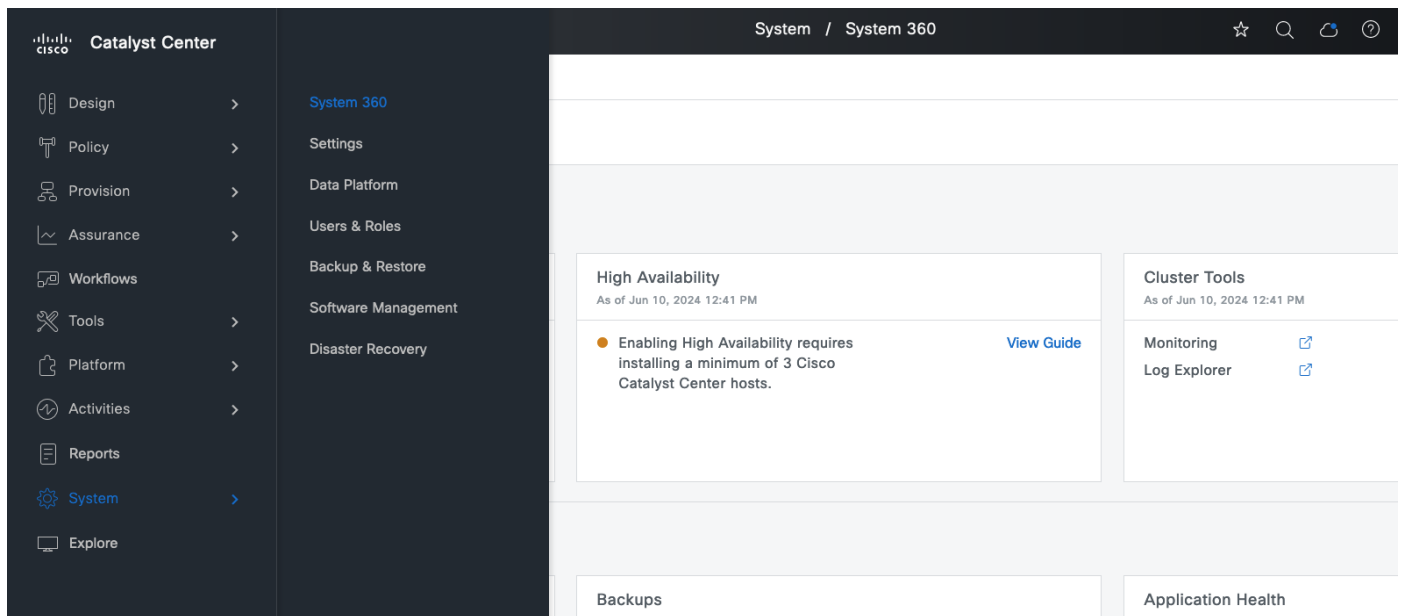 cisco
Catalyst Center
Design
Policy
Provision
Assurance
Workflows
Tools
Platform
Activities
Reports
System
Explore
System 360
Settings
Data Platform
Users & Roles
Backup & Restore
Software Management
Disaster Recovery
System / System 360
High Availability
As of Jun 10, 2024 12:41 PM
Enabling High Availability requires
installing a minimum of 3 Cisco
Catalyst Center hosts.
View Guide
Cluster Tools
As of Jun 10, 2024 12:41 PM
Monitoring
Log Explorer
Backups
Application Health